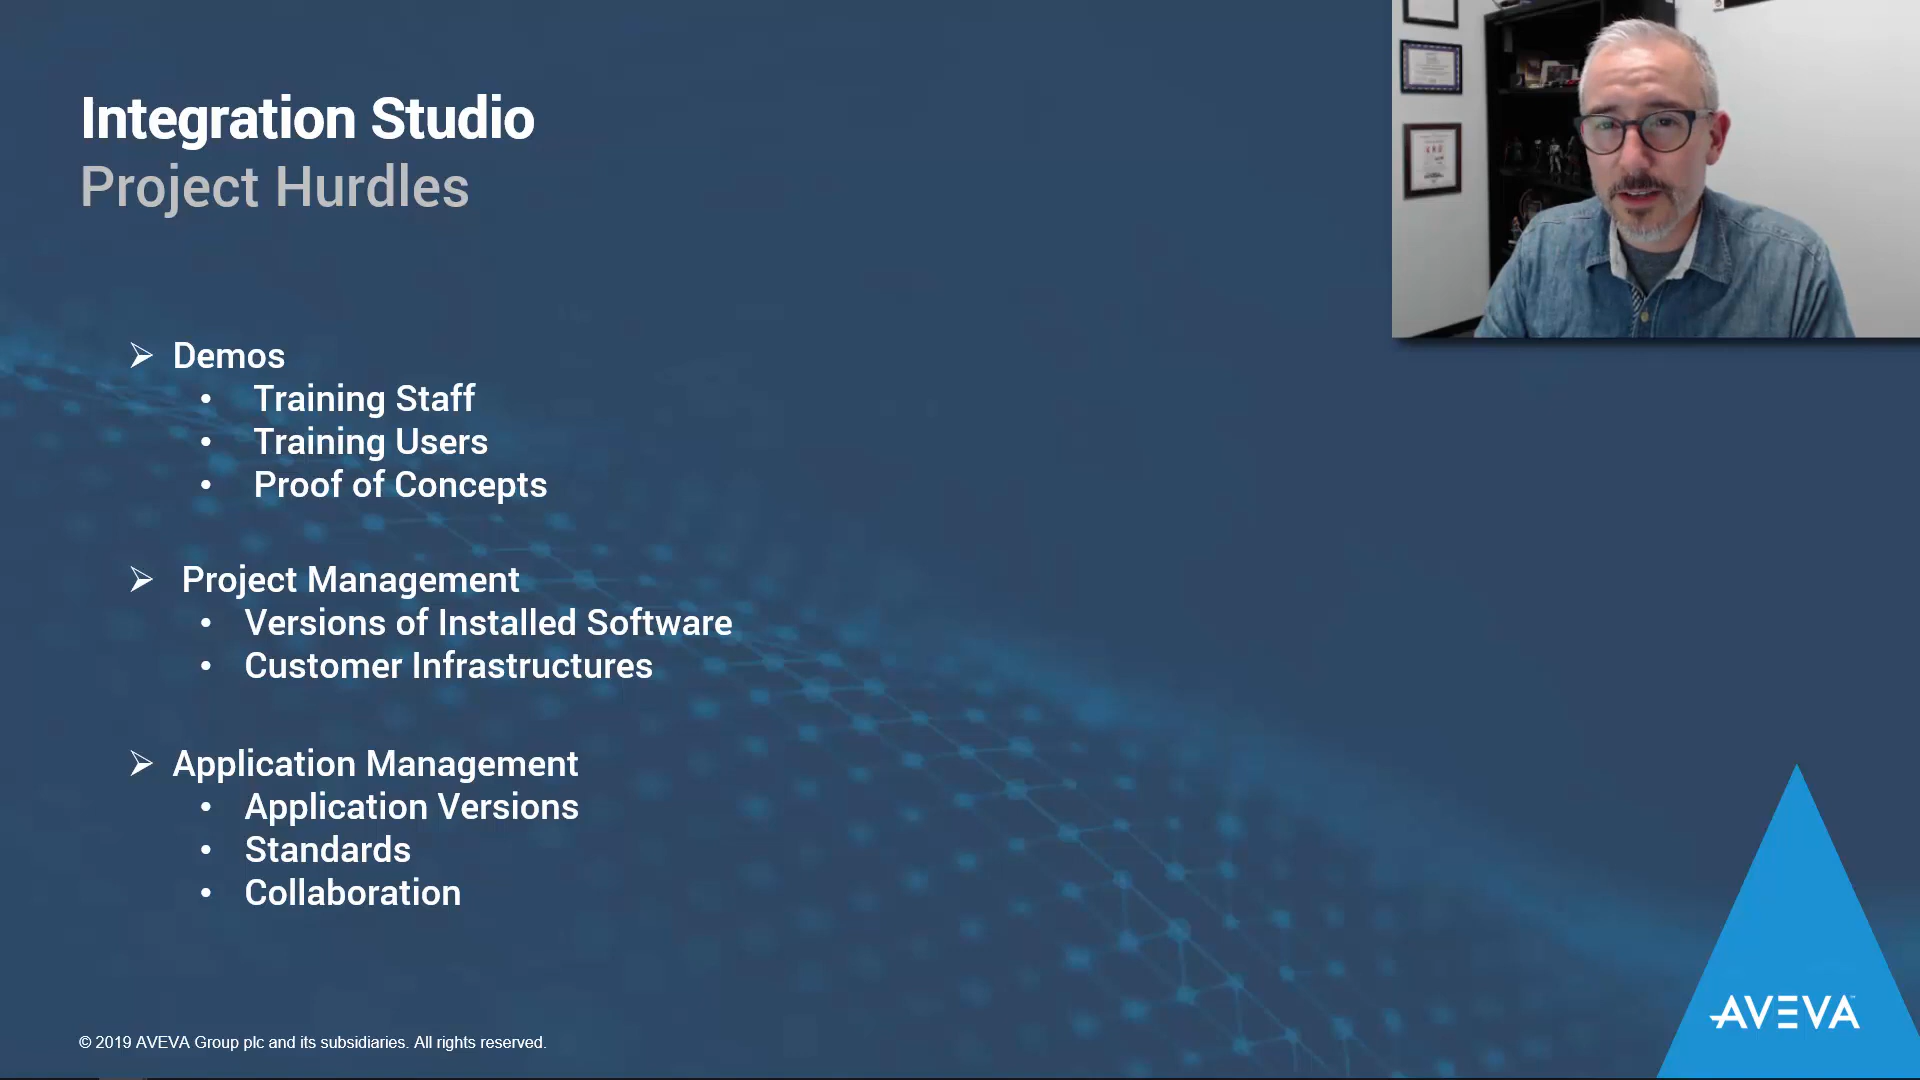 Integration Studio
Project Hurdles
➢ Demos
• Training Staff
• Training Users
• Proof of Concepts
➢ Project Management
• Versions of Installed Software
• Customer Infrastructures
➢ Application Management
• Application Versions
• Standards
• Collaboration
© 2019 AVEVA Group plc and its subsidiaries. All rights reserved.
AVEVA